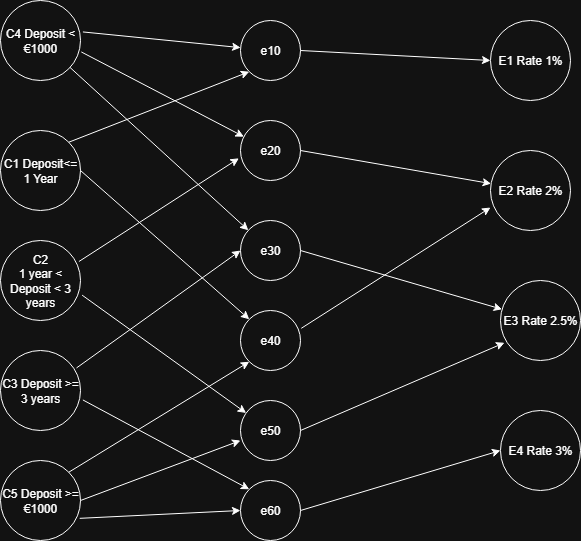 C4 Deposit <
€1000
C1 Deposit<=
1 Year
C2
1 year <
Deposit < 3
years
C3 Deposit >=
3 years
C5 Deposit >=
€1000
e10
e20
e30
e40
e50
e60
E1 Rate 1%
E2 Rate 2%
E3 Rate 2.5%
E4 Rate 3%